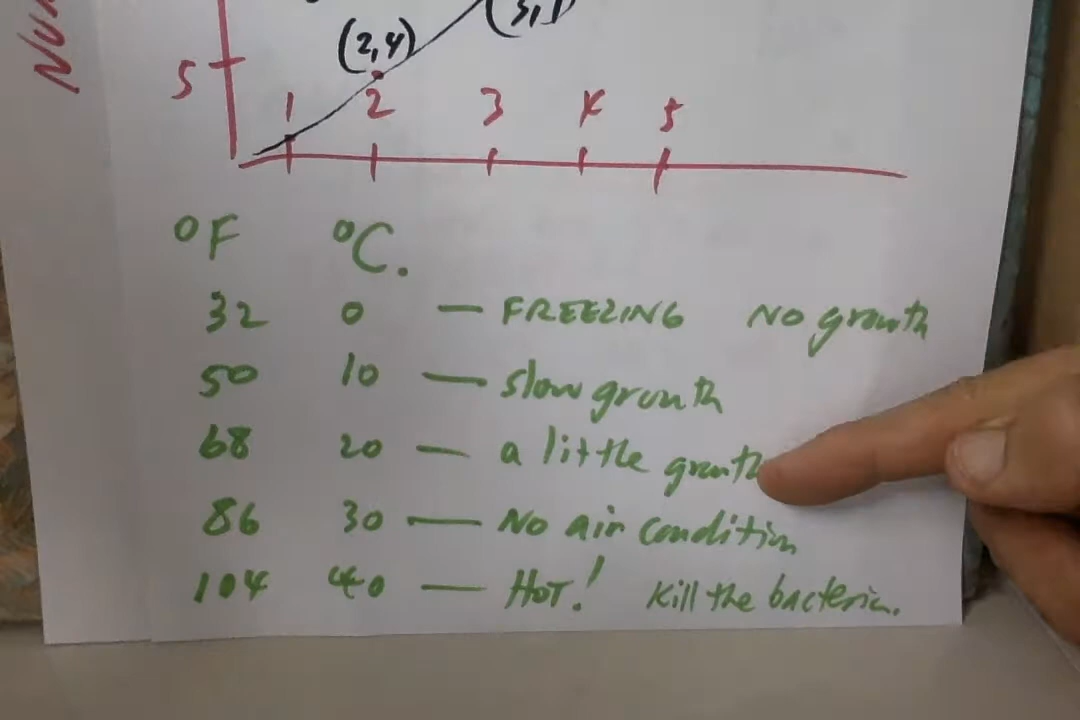 (2,4)
5
1 2 3 4 5
°F °C.
32 0 — FREEZING NO growth
50 10 — slow growth
68 20 — a little growth
86 30 — No air condition
104 40 — HOT! Kill the bacteria.